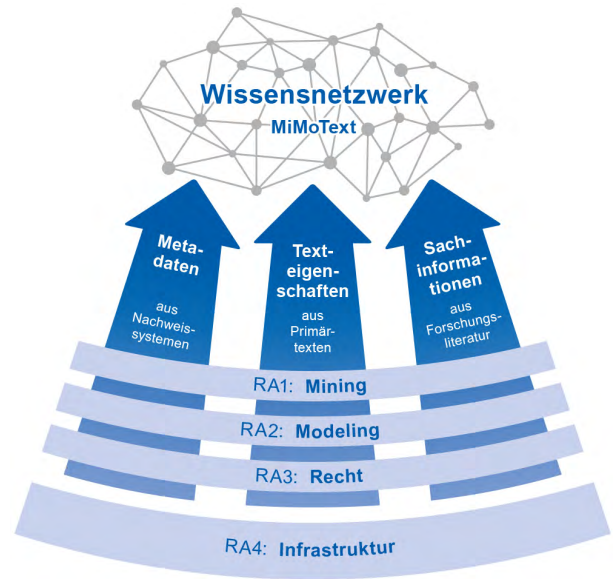 Wissensnetzwerk
MiMoText
Meta-
daten
aus
Nachweis-
systemen
Text-
eigen-
schaften
aus
Primär-
texten
Sach-
informa-
tionen
aus
Forschungs-
literatur
RA1: Mining
RA2: Modeling
RA3: Recht
RA4: Infrastruktur